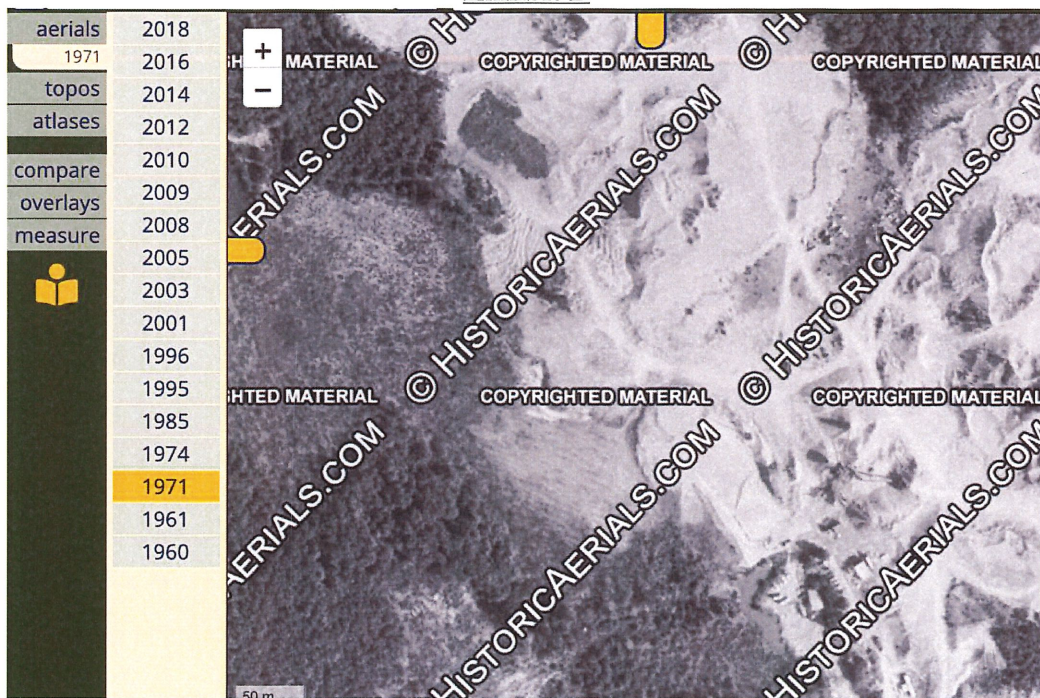 aerials
1971
topos
atlases
compare
overlays
measure
2018
2016
2014
2012
2010
2009
2008
2005
2003
2001
1996
1995
1985
1974
1971
1961
1960
+
−
COPYRIGHTED MATERIAL
COPYRIGHTED MATERIAL
© HISTORICAERIALS.COM
© HISTORICAERIALS.COM
COPYRIGHTED MATERIAL
COPYRIGHTED MATERIAL
HISTORICAERIALS.COM
HISTORICAERIALS.COM
50 m